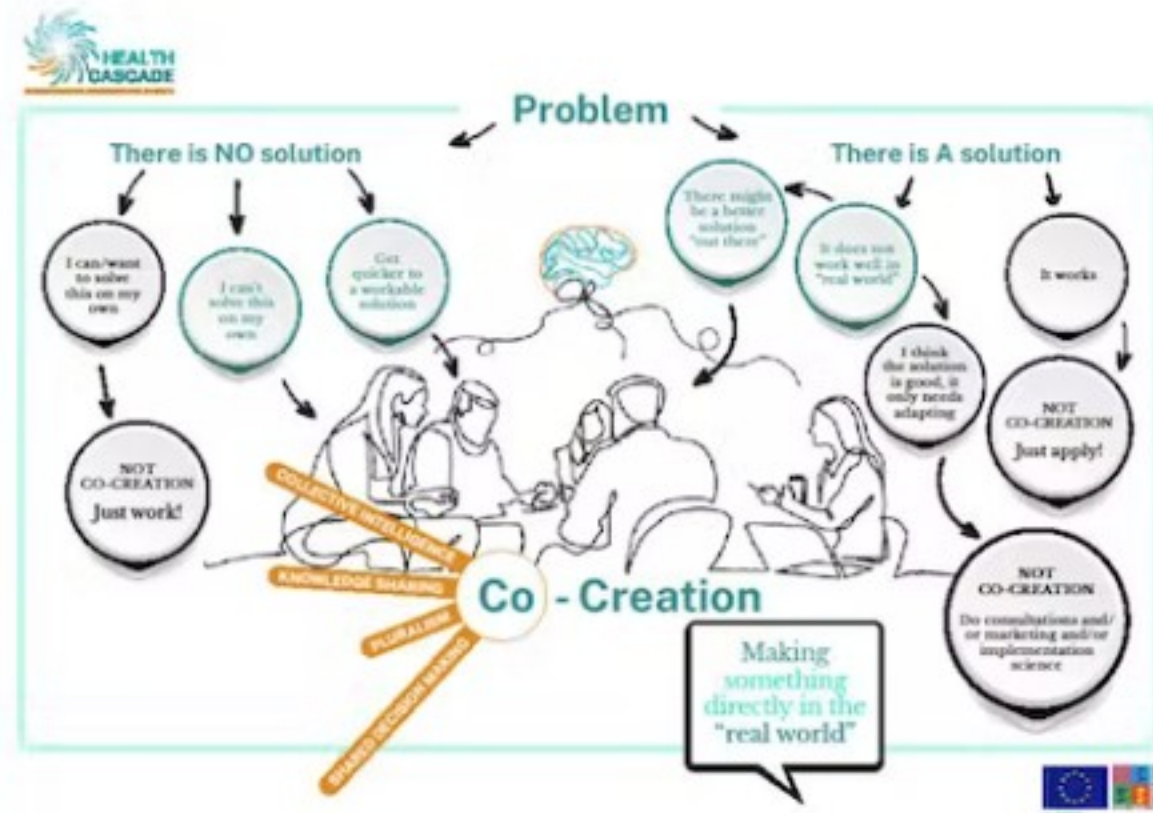 HEALTH
CASCADE
Problem
There is NO solution
There is A solution
I can/want
to solve
this on my
own
I can't
solve this
on my
own
Get
quicker to
a workable
solution
There might
be a better
solution
"out there"
It does not
work well in
"real world"
It works
I think
the solution
is good, it
only needs
adapting
NOT
CO-CREATION
Just work!
NOT
CO-CREATION
Just apply!
NOT
CO-CREATION
Do consultations and/
or marketing and/or
implementation
science
COLLECTIVE INTELLIGENCE
KNOWLEDGE SHARING
PLURALISM
SHARED DECISION MAKING
Co - Creation
Making
something
directly in the
"real world"